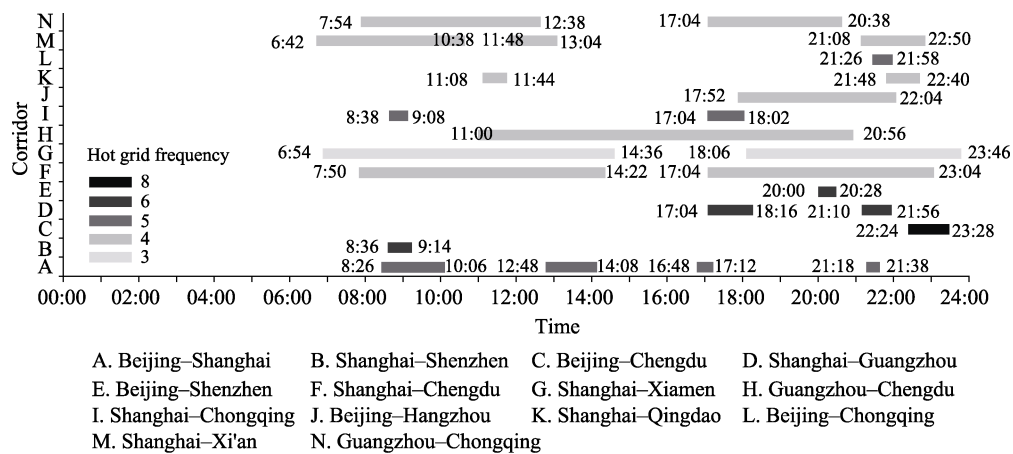 N 7:54 12:38 17:04 20:38
M 6:42 10:38 11:48 13:04 21:08 22:50
L 21:26 21:58
K 11:08 11:44 21:48 22:40
J 17:52 22:04
I 8:38 9:08 17:04 18:02
H 11:00 20:56
G 6:54 14:36 18:06 23:46
F 7:50 14:22 17:04 23:04
E 20:00 20:28
D 17:04 18:16 21:10 21:56
C 22:24 23:28
B 8:36 9:14
A 8:26 10:06 12:48 14:08 16:48 17:12 21:18 21:38
Corridor
Hot grid frequency
8
6
5
4
3
00:00 02:00 04:00 06:00 08:00 10:00 12:00 14:00 16:00 18:00 20:00 22:00 24:00
Time
A. Beijing–Shanghai B. Shanghai–Shenzhen C. Beijing–Chengdu D. Shanghai–Guangzhou
E. Beijing–Shenzhen F. Shanghai–Chengdu G. Shanghai–Xiamen H. Guangzhou–Chengdu
I. Shanghai–Chongqing J. Beijing–Hangzhou K. Shanghai–Qingdao L. Beijing–Chongqing
M. Shanghai–Xi'an N. Guangzhou–Chongqing